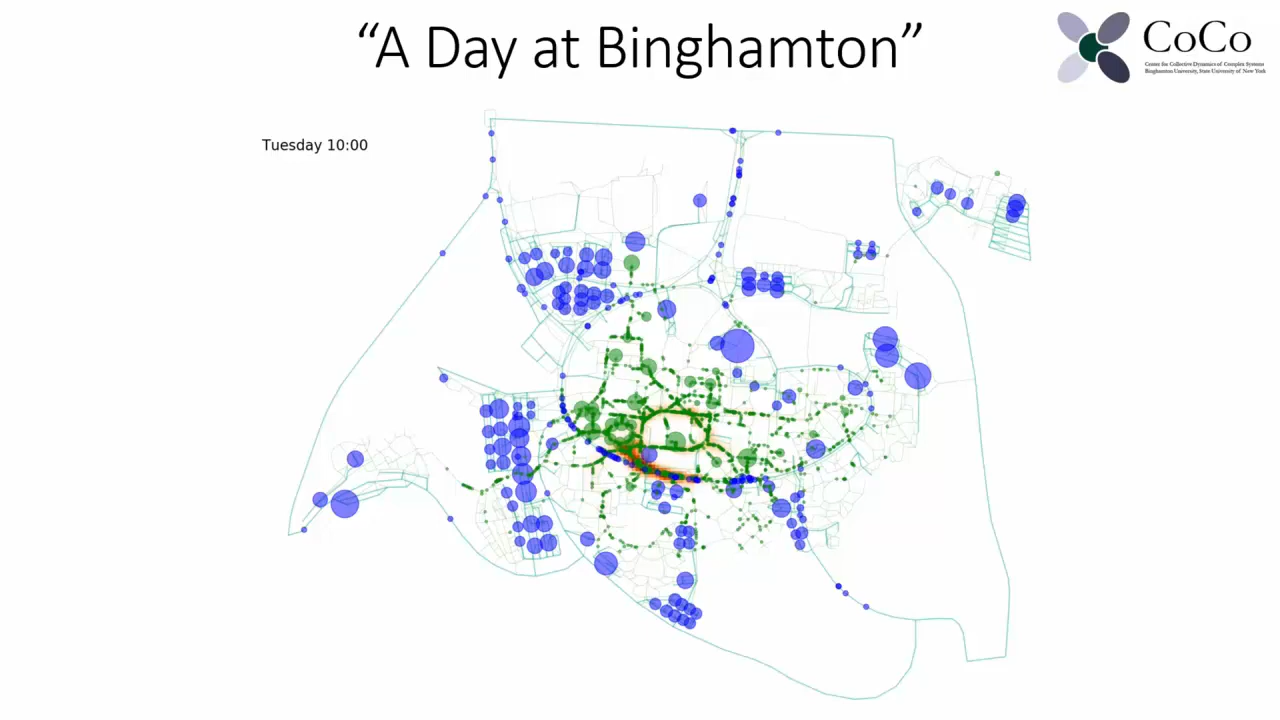 “A Day at Binghamton”
CoCo
Center for Collective Dynamics of Complex Systems
Binghamton University, State University of New York
Tuesday 10:00